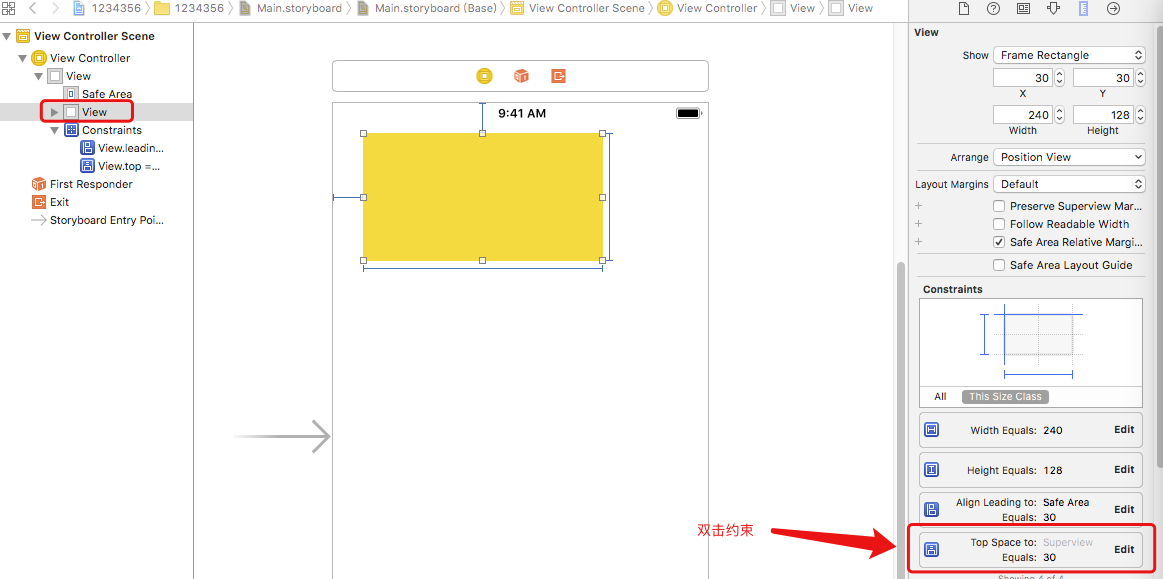 1234356 1234356 Main.storyboard Main.storyboard (Base) View Controller Scene View Controller View View
View Controller Scene
View Controller
View
Safe Area
View
Constraints
View.leadin...
View.top =...
First Responder
Exit
Storyboard Entry Poi...
9:41 AM
双击约束
View
Show Frame Rectangle
30 30
X Y
240 128
Width Height
Arrange Position View
Layout Margins Default
+ Preserve Superview Mar...
+ Follow Readable Width
+ Safe Area Relative Margi...
Safe Area Layout Guide
Constraints
All This Size Class
Width Equals: 240 Edit
Height Equals: 128 Edit
Align Leading to: Safe Area
Equals: 30 Edit
Top Space to: Superview
Equals: 30 Edit
Showing 4 of 4